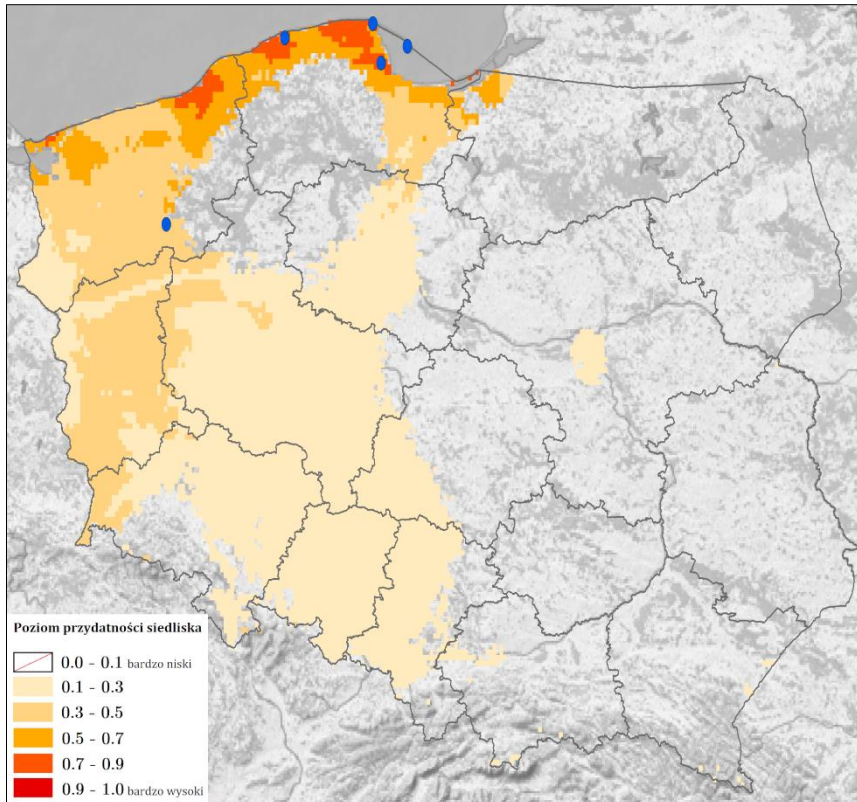 Poziom przydatności siedliska
0.0 - 0.1 bardzo niski
0.1 - 0.3
0.3 - 0.5
0.5 - 0.7
0.7 - 0.9
0.9 - 1.0 bardzo wysoki